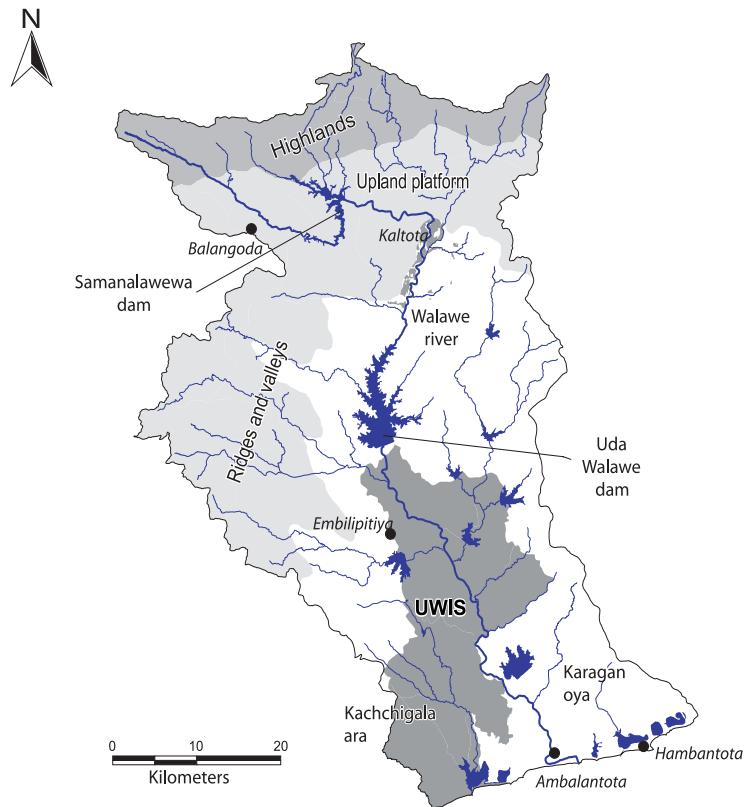 N
Highlands
Upland platform
Kaltota
Balangoda
Samanalawewa
dam
Walawe
river
Ridges and valleys
Uda
Walawe
dam
Embilipitiya
UWIS
Karagan
oya
Kachchigala
ara
Hambantota
Ambalantota
0 10 20
Kilometers